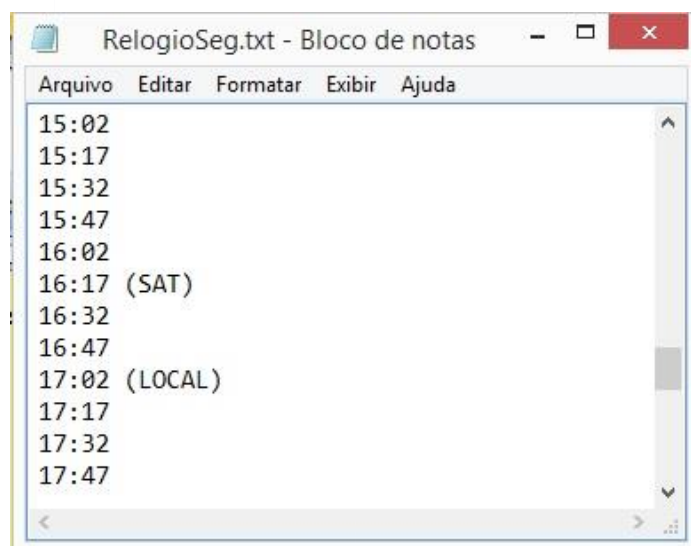 RelogioSeg.txt - Bloco de notas
Arquivo Editar Formatar Exibir Ajuda
15:02
15:17
15:32
15:47
16:02
16:17 (SAT)
16:32
16:47
17:02 (LOCAL)
17:17
17:32
17:47